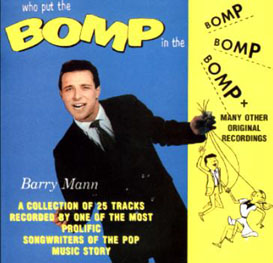 who put the
BOMP
in the
BOMP
BOMP
BOMP
+
MANY OTHER
ORIGINAL
RECORDINGS
Barry Mann
A COLLECTION OF 25 TRACKS
RECORDED BY ONE OF THE MOST
PROLIFIC
SONGWRITERS OF THE POP
MUSIC STORY